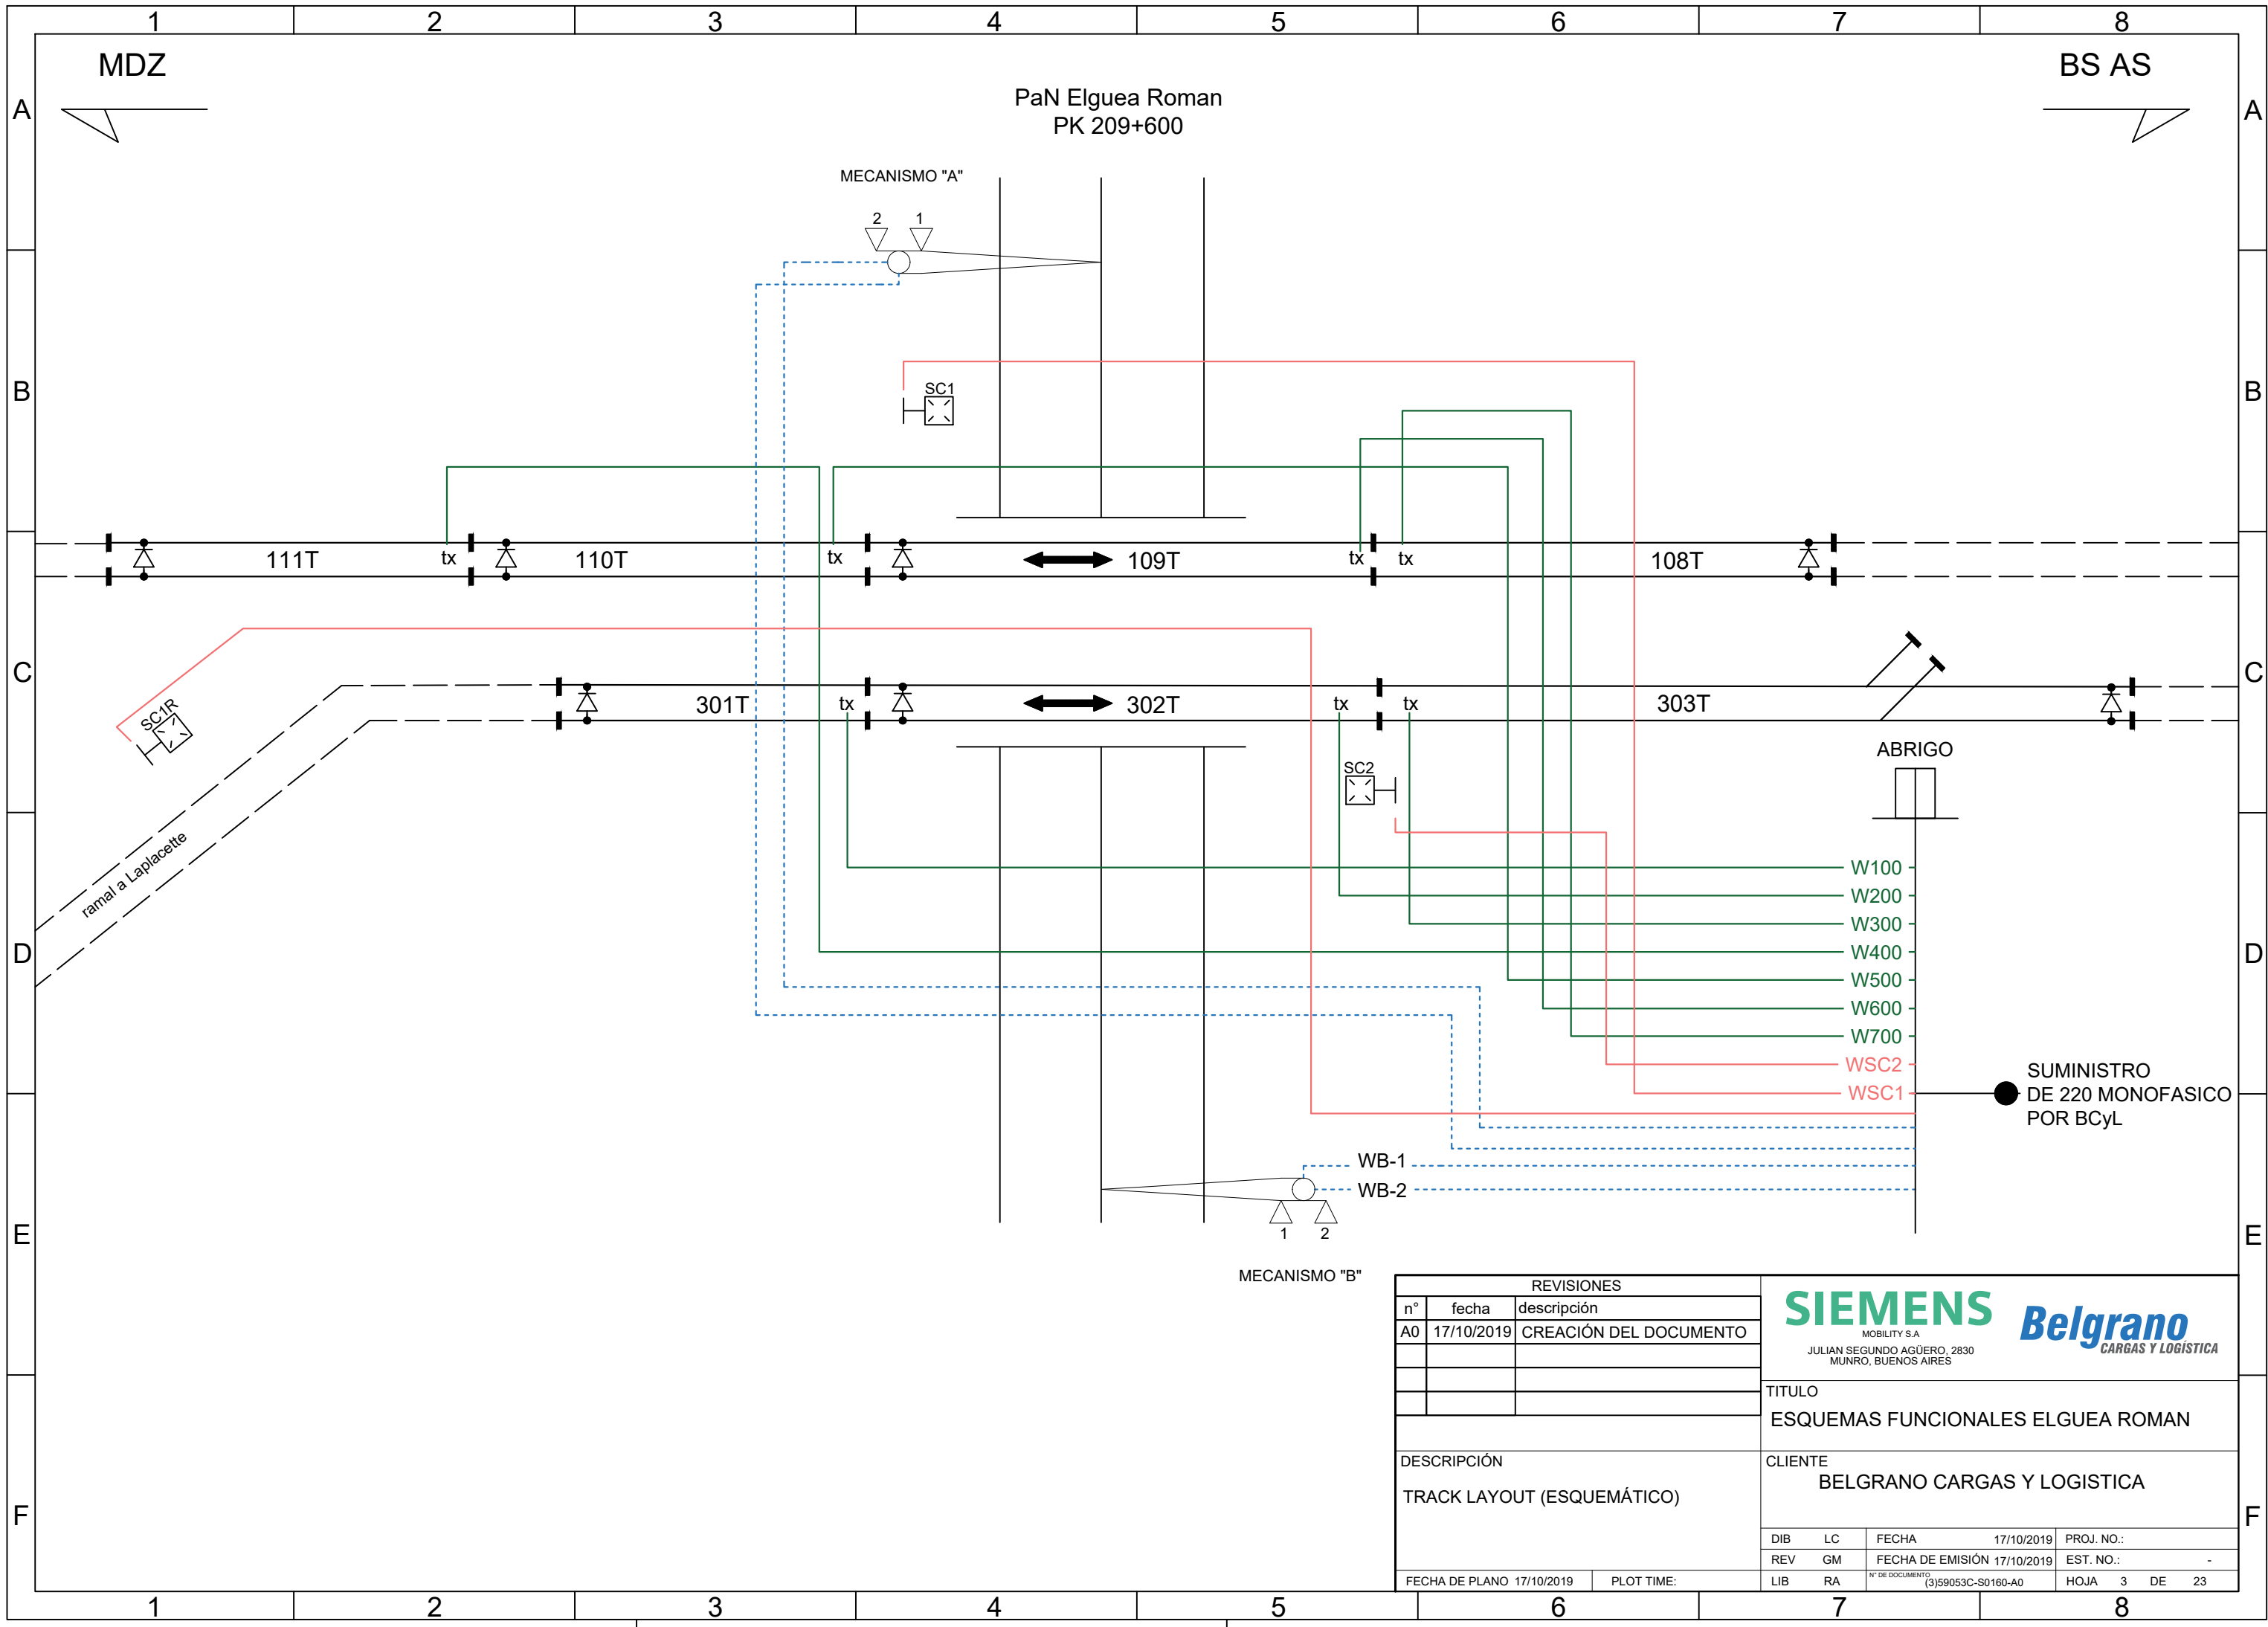 1 2 3 4 5 6 7 8
MDZ
BS AS
A
A
PaN Elguea Roman
PK 209+600
MECANISMO "A"
2 1
B
B
SC1
111T
tx
110T
tx
109T
tx
tx
108T
C
C
SC1R
301T
tx
302T
tx
tx
303T
SC2
ABRIGO
ramal a Laplacette
D
D
W100
W200
W300
W400
W500
W600
W700
WSC2
WSC1
SUMINISTRO
DE 220 MONOFASICO
POR BCyL
WB-1
WB-2
1 2
E
E
MECANISMO "B"
REVISIONES
n° fecha descripción
A0 17/10/2019 CREACIÓN DEL DOCUMENTO
SIEMENS
MOBILITY S.A
JULIAN SEGUNDO AGÜERO, 2830
MUNRO, BUENOS AIRES
Belgrano
CARGAS Y LOGÍSTICA
TITULO
ESQUEMAS FUNCIONALES ELGUEA ROMAN
DESCRIPCIÓN
TRACK LAYOUT (ESQUEMÁTICO)
CLIENTE
BELGRANO CARGAS Y LOGISTICA
F
F
DIB LC FECHA 17/10/2019 PROJ. NO.:
REV GM FECHA DE EMISIÓN 17/10/2019 EST. NO.: -
FECHA DE PLANO 17/10/2019 PLOT TIME: LIB RA N° DE DOCUMENTO (3)59053C-S0160-A0 HOJA 3 DE 23
1 2 3 4 5 6 7 8